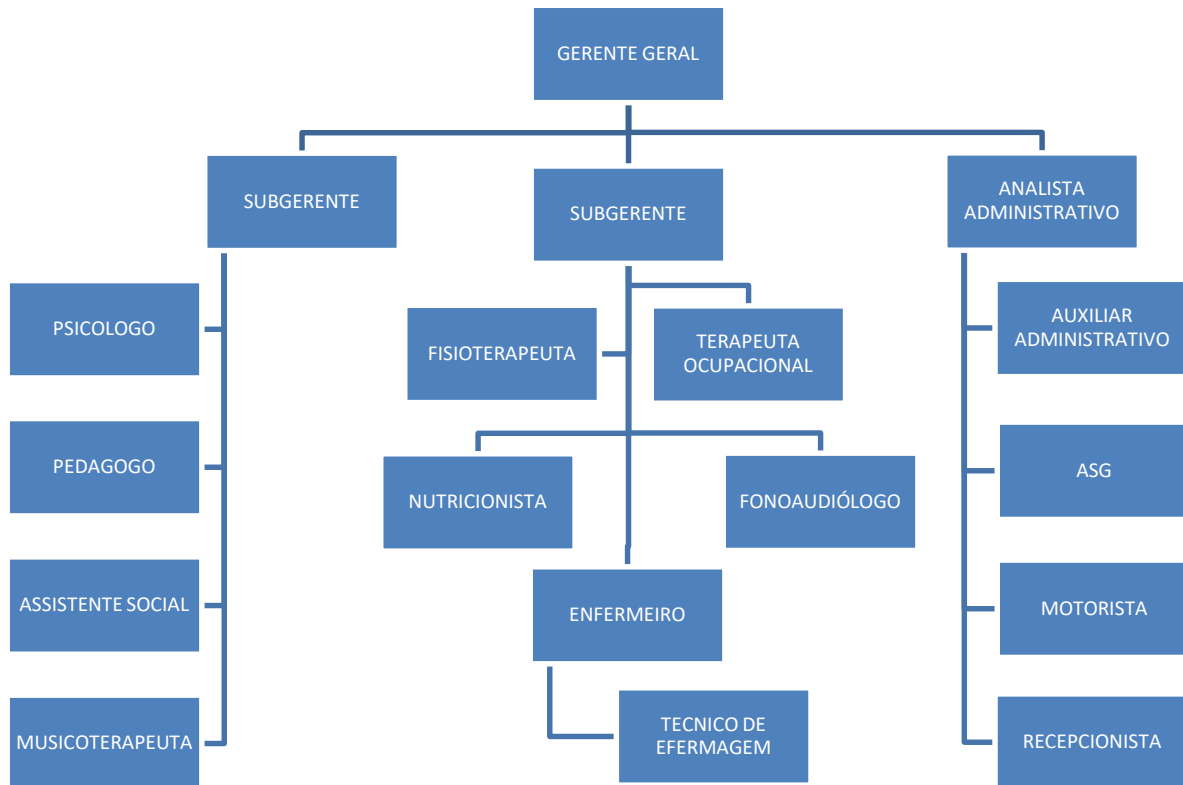 GERENTE GERAL
SUBGERENTE
SUBGERENTE
ANALISTA
ADMINISTRATIVO
PSICOLOGO
FISIOTERAPEUTA
TERAPEUTA
OCUPACIONAL
AUXILIAR
ADMINISTRATIVO
PEDAGOGO
NUTRICIONISTA
FONOAUDIÓLOGO
ASG
ASSISTENTE SOCIAL
ENFERMEIRO
MOTORISTA
MUSICOTERAPEUTA
TECNICO DE
EFERMAGEM
RECEPCIONISTA